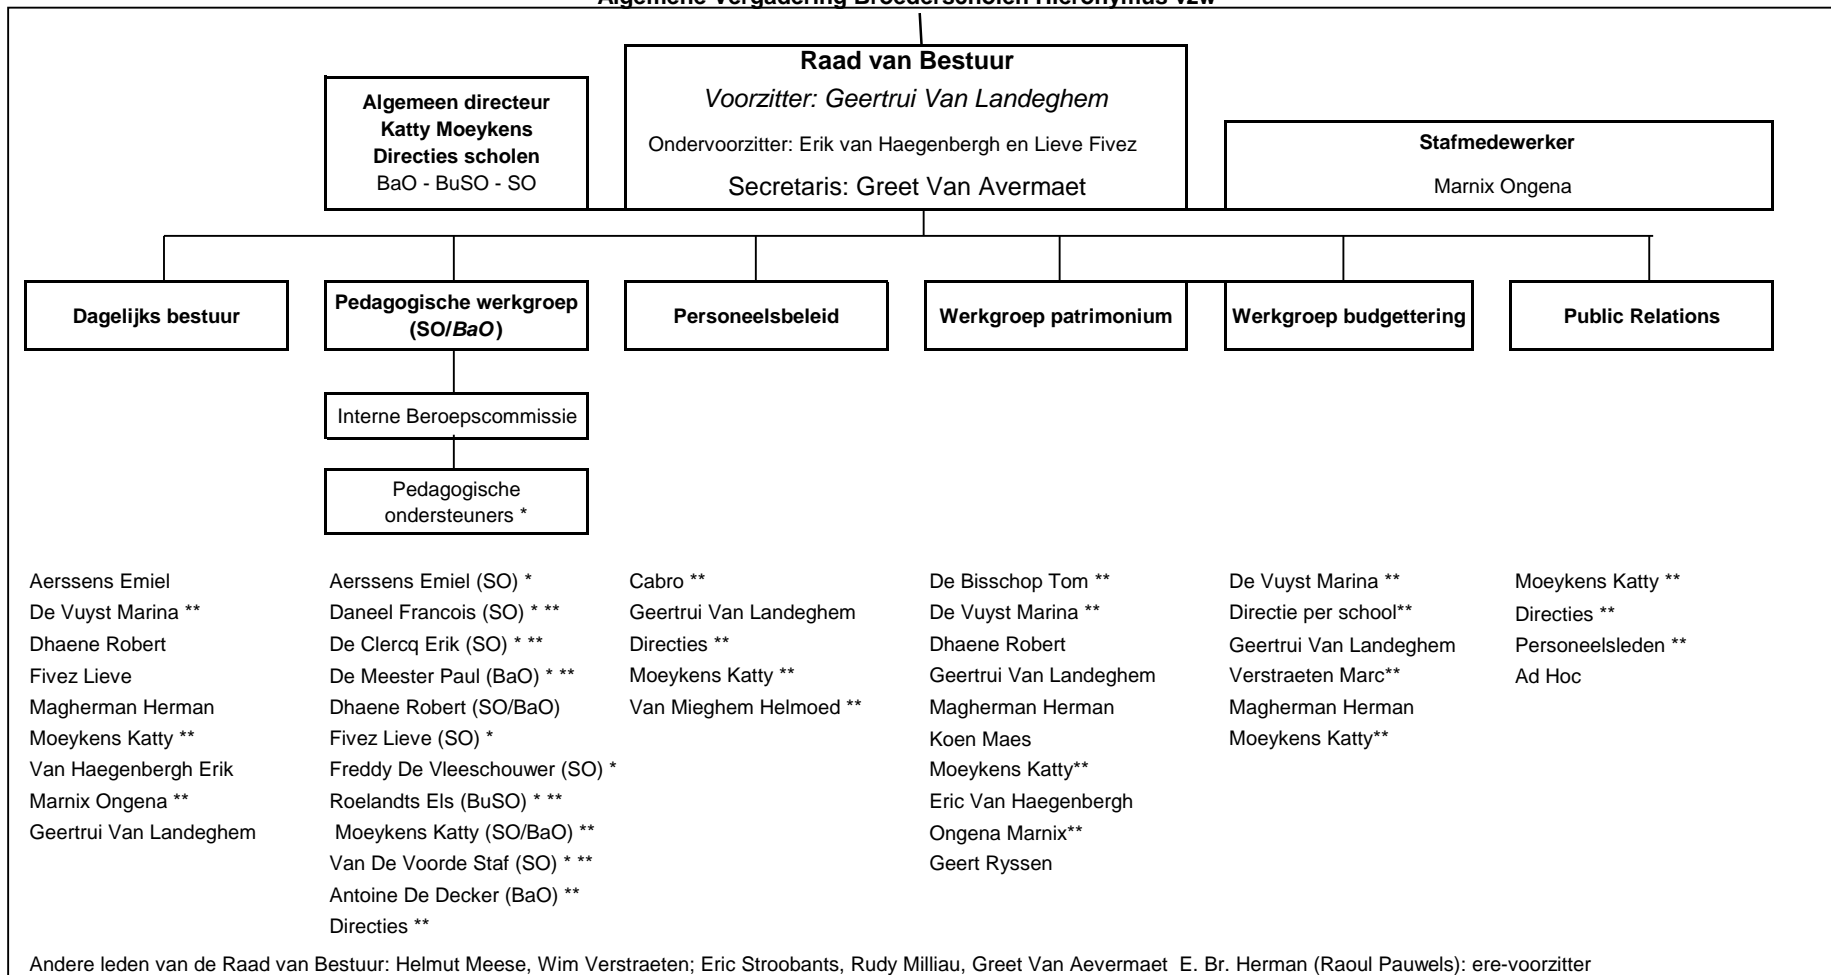 Algemene Vergadering Broederscholen Hieronymus vzw
Raad van Bestuur
Voorzitter: Geertrui Van Landeghem
Ondervoorzitter: Erik van Haegenbergh en Lieve Fivez
Secretaris: Greet Van Avermaet
Algemeen directeur
Katty Moeykens
Directies scholen
BaO - BuSO - SO
Stafmedewerker
Marnix Ongena
Dagelijks bestuur
Pedagogische werkgroep
(SO/BaO)
Personeelsbeleid
Werkgroep patrimonium
Werkgroep budgettering
Public Relations
Interne Beroepscommissie
Pedagogische
ondersteuners *
Aerssens Emiel
De Vuyst Marina **
Dhaene Robert
Fivez Lieve
Magherman Herman
Moeykens Katty **
Van Haegenbergh Erik
Marnix Ongena **
Geertrui Van Landeghem
Aerssens Emiel (SO) *
Daneel Francois (SO) * **
De Clercq Erik (SO) * **
De Meester Paul (BaO) * **
Dhaene Robert (SO/BaO)
Fivez Lieve (SO) *
Freddy De Vleeschouwer (SO) *
Roelandts Els (BuSO) * **
Moeykens Katty (SO/BaO) **
Van De Voorde Staf (SO) * **
Antoine De Decker (BaO) **
Directies **
Cabro **
Geertrui Van Landeghem
Directies **
Moeykens Katty **
Van Mieghem Helmoed **
De Bisschop Tom **
De Vuyst Marina **
Dhaene Robert
Geertrui Van Landeghem
Magherman Herman
Koen Maes
Moeykens Katty**
Eric Van Haegenbergh
Ongena Marnix**
Geert Ryssen
De Vuyst Marina **
Directie per school**
Geertrui Van Landeghem
Verstraeten Marc**
Magherman Herman
Moeykens Katty**
Moeykens Katty **
Directies **
Personeelsleden **
Ad Hoc
Andere leden van de Raad van Bestuur: Helmut Meese, Wim Verstraeten; Eric Stroobants, Rudy Milliau, Greet Van Aevermaet E. Br. Herman (Raoul Pauwels): ere-voorzitter